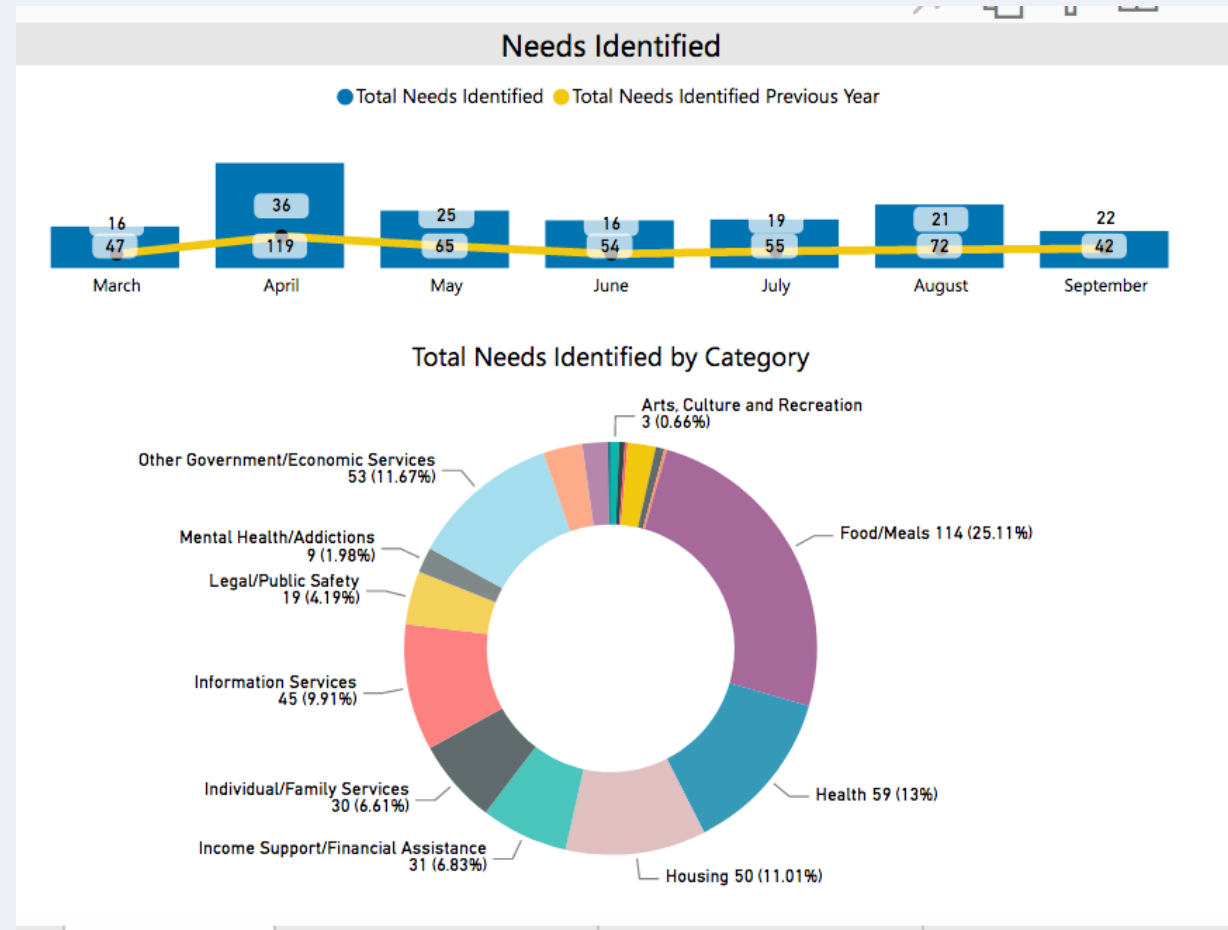 Needs Identified
Total Needs Identified Total Needs Identified Previous Year
16 36 25 16 19 21 22
47 119 65 54 55 72 42
March April May June July August September
Total Needs Identified by Category
Arts, Culture and Recreation
3 (0.66%)
Other Government/Economic Services
53 (11.67%)
Food/Meals 114 (25.11%)
Mental Health/Addictions
9 (1.98%)
Legal/Public Safety
19 (4.19%)
Information Services
45 (9.91%)
Individual/Family Services
30 (6.61%)
Health 59 (13%)
Income Support/Financial Assistance
31 (6.83%)
Housing 50 (11.01%)